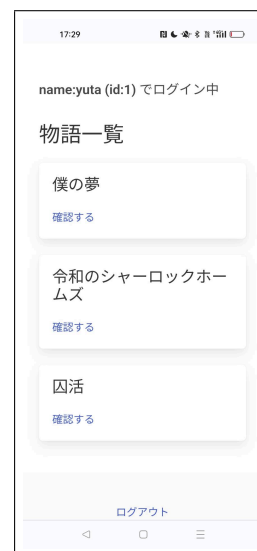 17:29
name:yuta (id:1) でログイン中
物語一覧
僕の夢
確認する
令和のシャーロックホー
ムズ
確認する
囚活
確認する
ログアウト